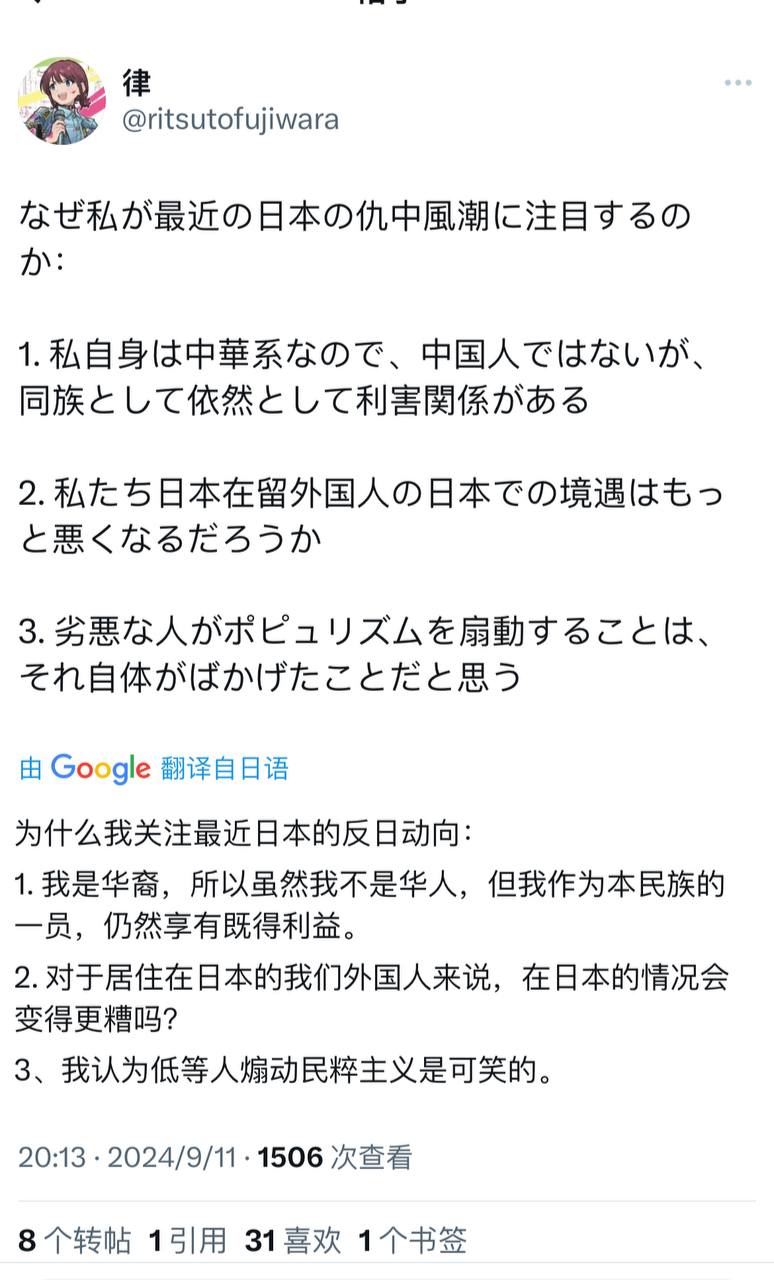 律
@ritsutofujiwara
なぜ私が最近の日本の仇中風潮に注目するの
か：
1. 私自身は中華系なので、中国人ではないが、
同族として依然として利害関係がある
2. 私たち日本在留外国人の日本での境遇はもっ
と悪くなるだろうか
3. 劣悪な人がポピュリズムを扇動することは、
それ自体がばかげたことだと思う
由 Google 翻译自日语
为什么我关注最近日本的反日动向：
1. 我是华裔，所以虽然我不是华人，但我作为本民族的
一员，仍然享有既得利益。
2. 对于居住在日本的我们外国人来说，在日本的情况会
变得更糟吗？
3、我认为低等人煽动民粹主义是可笑的。
20:13 · 2024/9/11 · 1506 次查看
8 个转帖 1 引用 31 喜欢 1 个书签